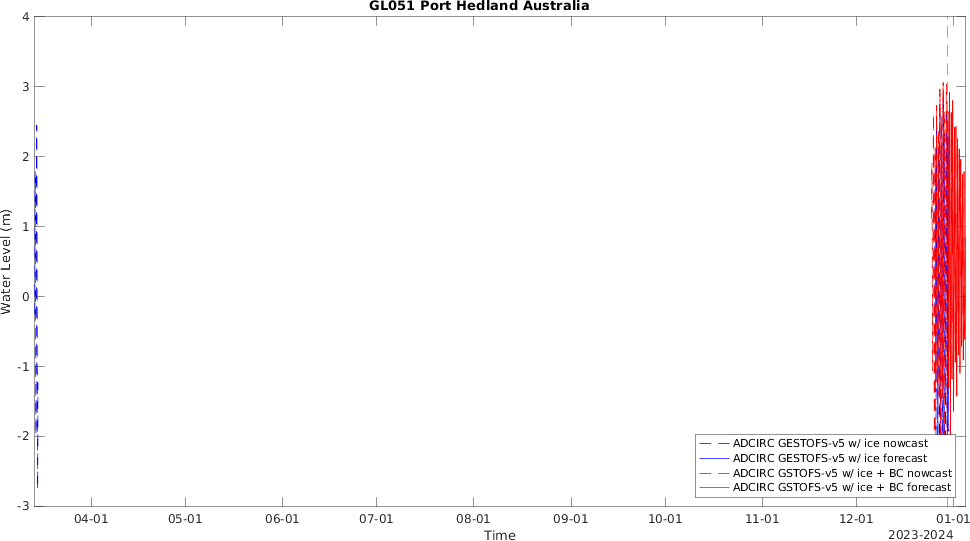 GL051 Port Hedland Australia
4
3
2
1
0
-1
-2
-3
Water Level (m)
ADCIRC GESTOFS-v5 w/ ice nowcast
ADCIRC GESTOFS-v5 w/ ice forecast
ADCIRC GSTOFS-v5 w/ ice + BC nowcast
ADCIRC GSTOFS-v5 w/ ice + BC forecast
04-01 05-01 06-01 07-01 08-01 09-01 10-01 11-01 12-01 01-01
Time
2023-2024